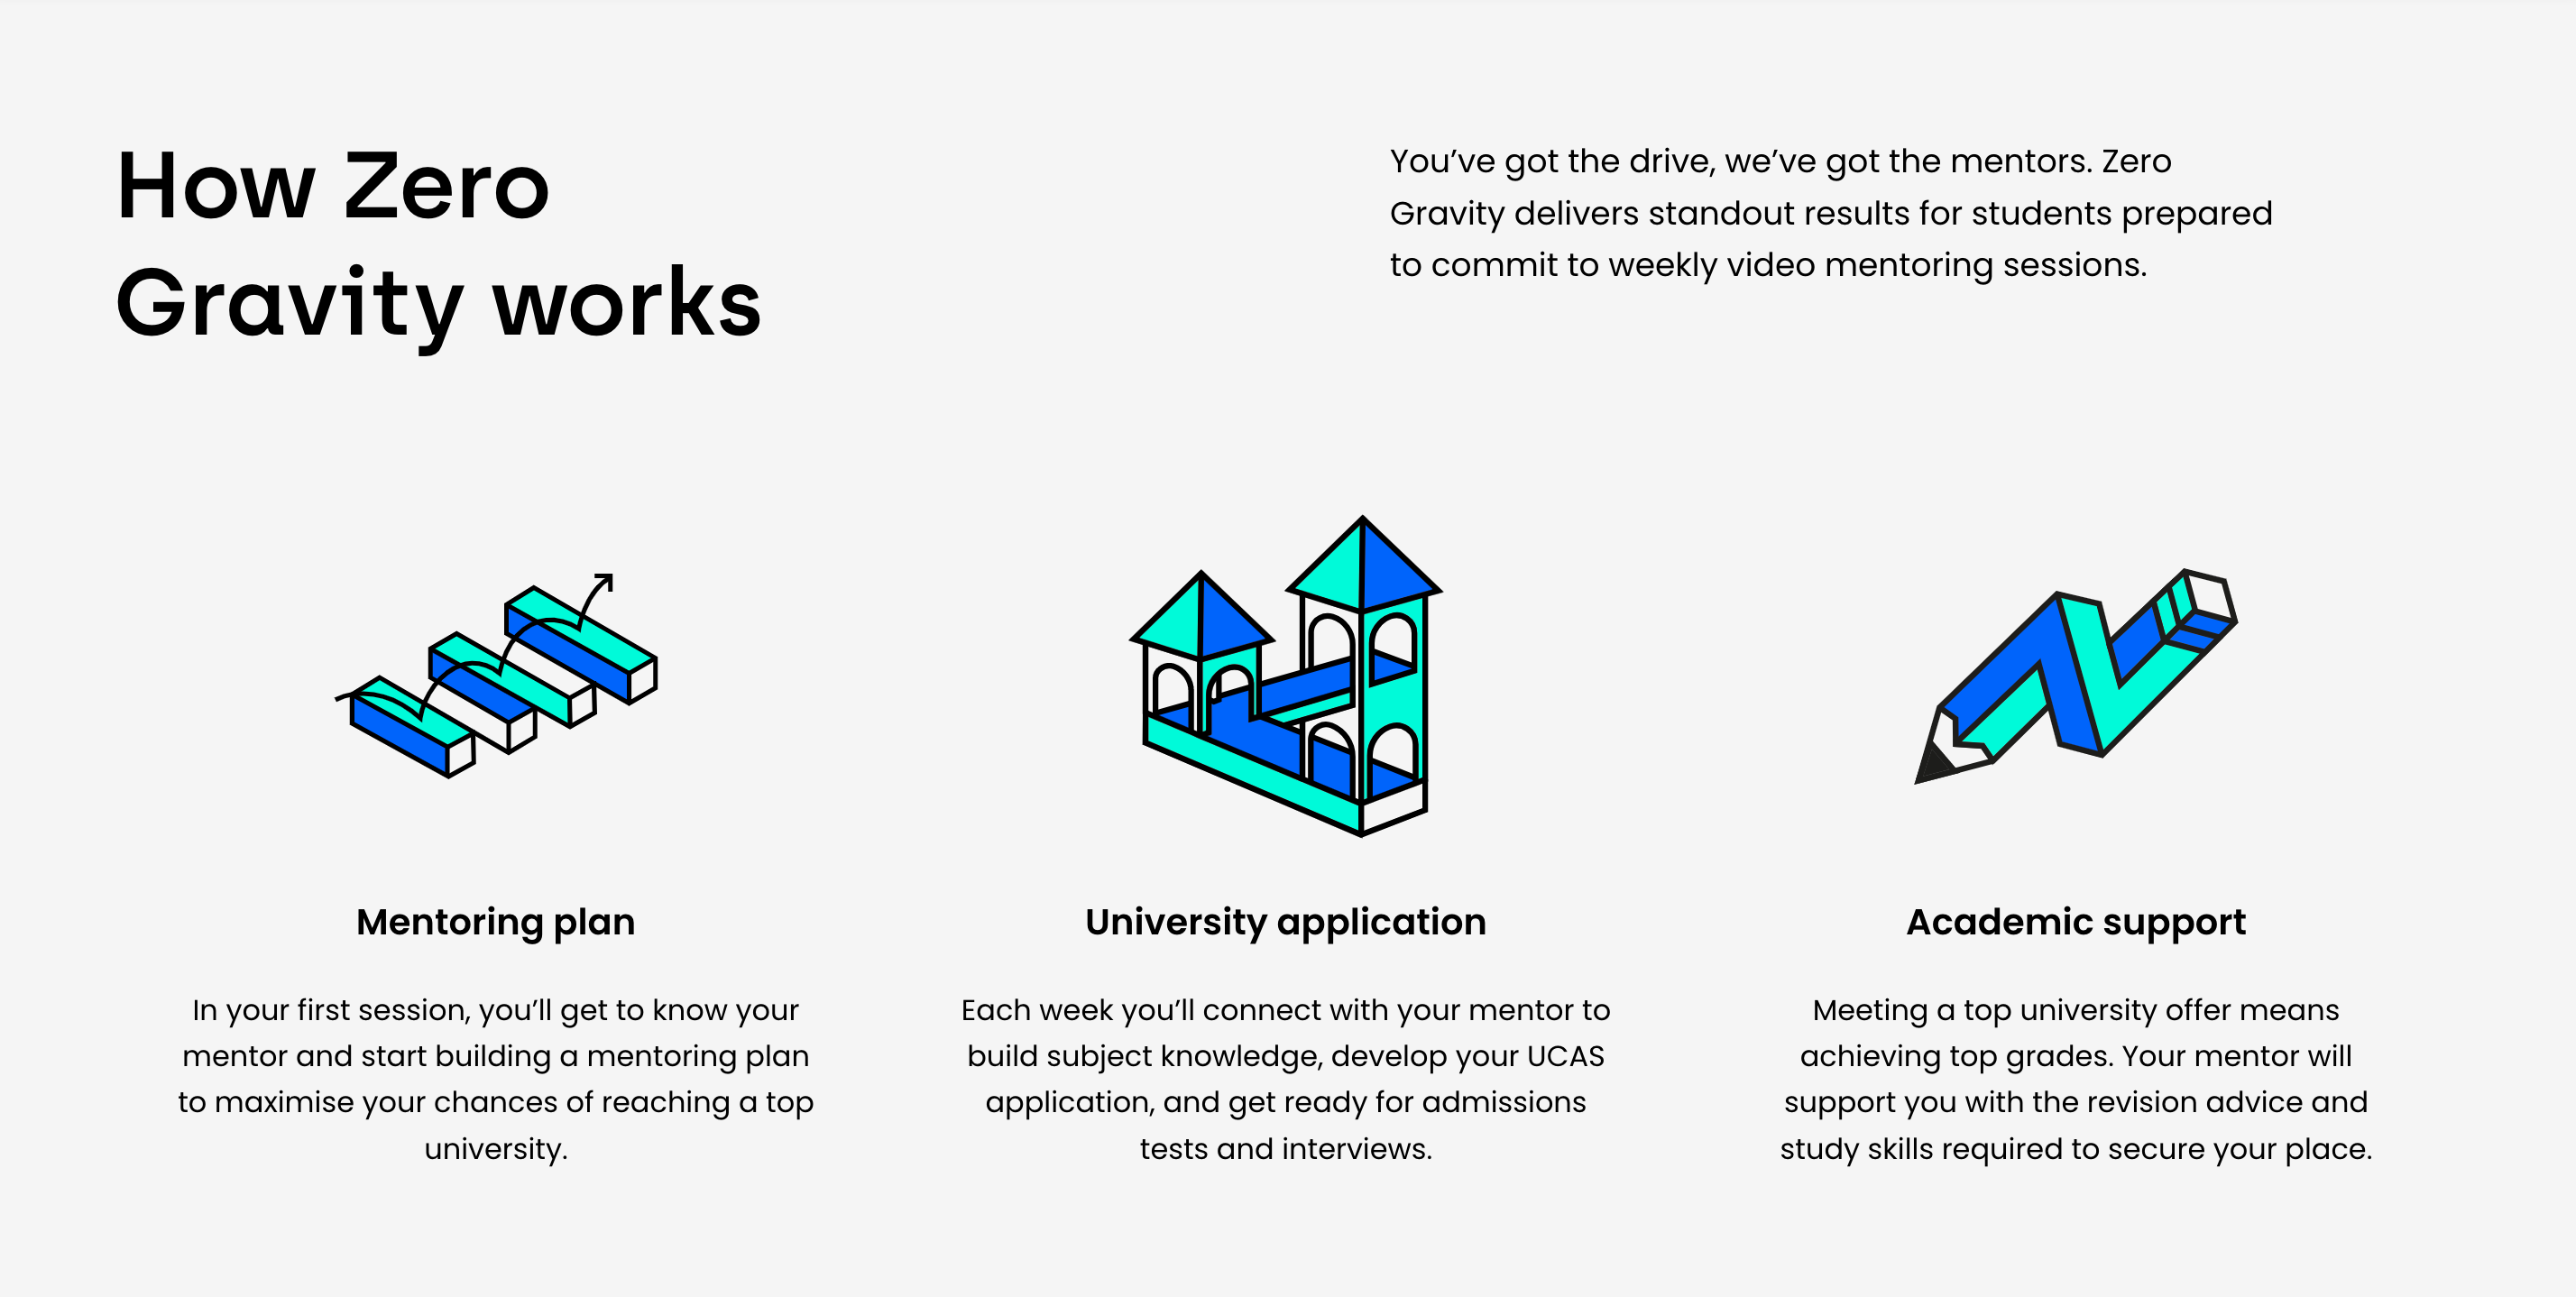 How Zero
Gravity works
You’ve got the drive, we’ve got the mentors. Zero
Gravity delivers standout results for students prepared
to commit to weekly video mentoring sessions.
Mentoring plan
In your first session, you’ll get to know your
mentor and start building a mentoring plan
to maximise your chances of reaching a top
university.
University application
Each week you’ll connect with your mentor to
build subject knowledge, develop your UCAS
application, and get ready for admissions
tests and interviews.
Academic support
Meeting a top university offer means
achieving top grades. Your mentor will
support you with the revision advice and
study skills required to secure your place.